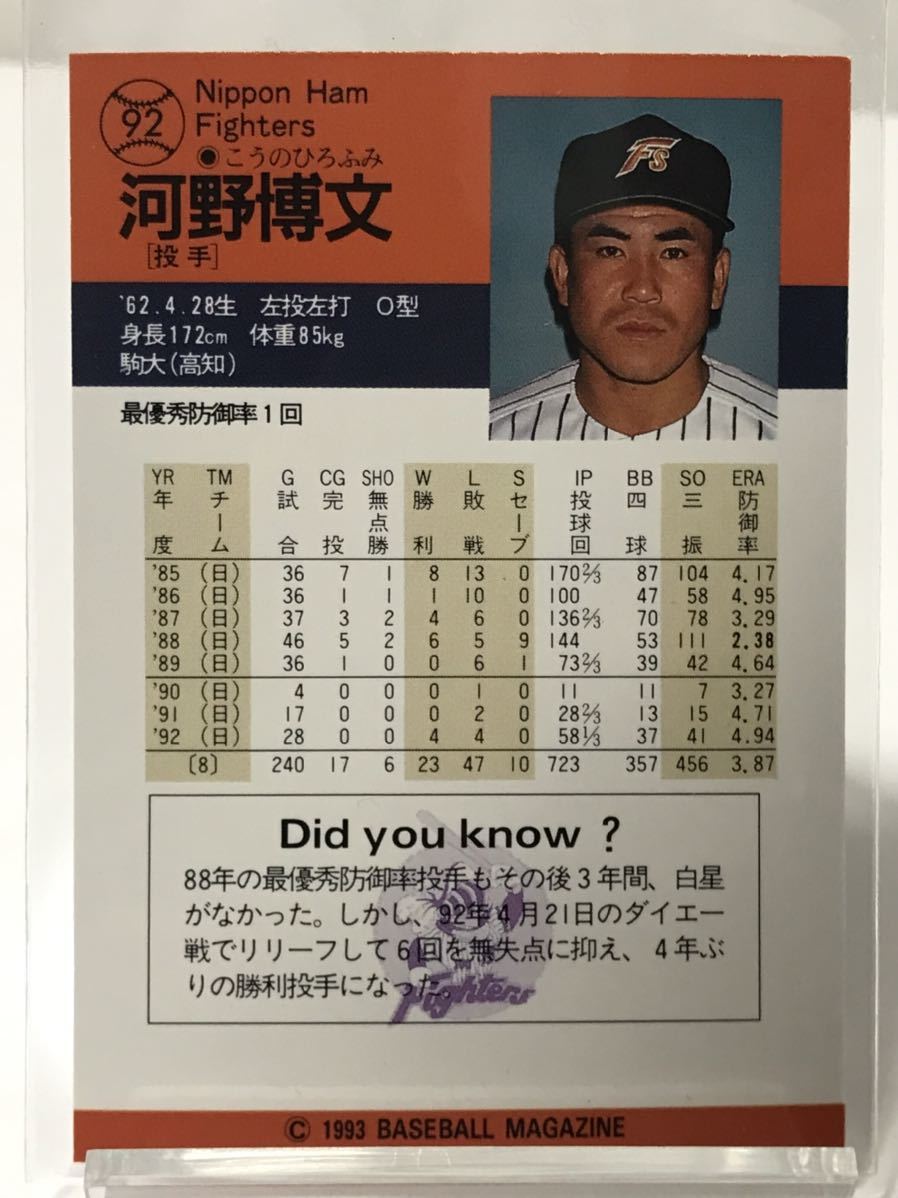 92
Nippon Ham
Fighters
●こうのひろふみ
河野博文
[投手]
Fs
'62.4.28生 左投左打 O型
身長172cm 体重85kg
駒大(高知)
最優秀防御率1回
YR TM G CG SHO W L S IP BB SO ERA
年度 チーム 試合 完投 無点勝 勝利 敗戦 セーブ 投球回 四球 三振 防御率
'85 (日) 36 7 1 8 13 0 170 2/3 87 104 4.17
'86 (日) 36 1 1 1 10 0 100 47 58 4.95
'87 (日) 37 3 2 4 6 0 136 2/3 70 78 3.29
'88 (日) 46 5 2 6 5 9 144 53 111 2.38
'89 (日) 36 1 0 0 6 1 73 2/3 39 42 4.64
'90 (日) 4 0 0 0 1 0 11 11 7 3.27
'91 (日) 17 0 0 0 2 0 28 2/3 13 15 4.71
'92 (日) 28 0 0 4 4 0 58 1/3 37 41 4.94
〔8〕 240 17 6 23 47 10 723 357 456 3.87
Did you know ?
88年の最優秀防御率投手もその後3年間、白星
がなかった。しかし、92年4月21日のダイエー
戦でリリーフして6回を無失点に抑え、4年ぶ
りの勝利投手になった。
Fighters
© 1993 BASEBALL MAGAZINE